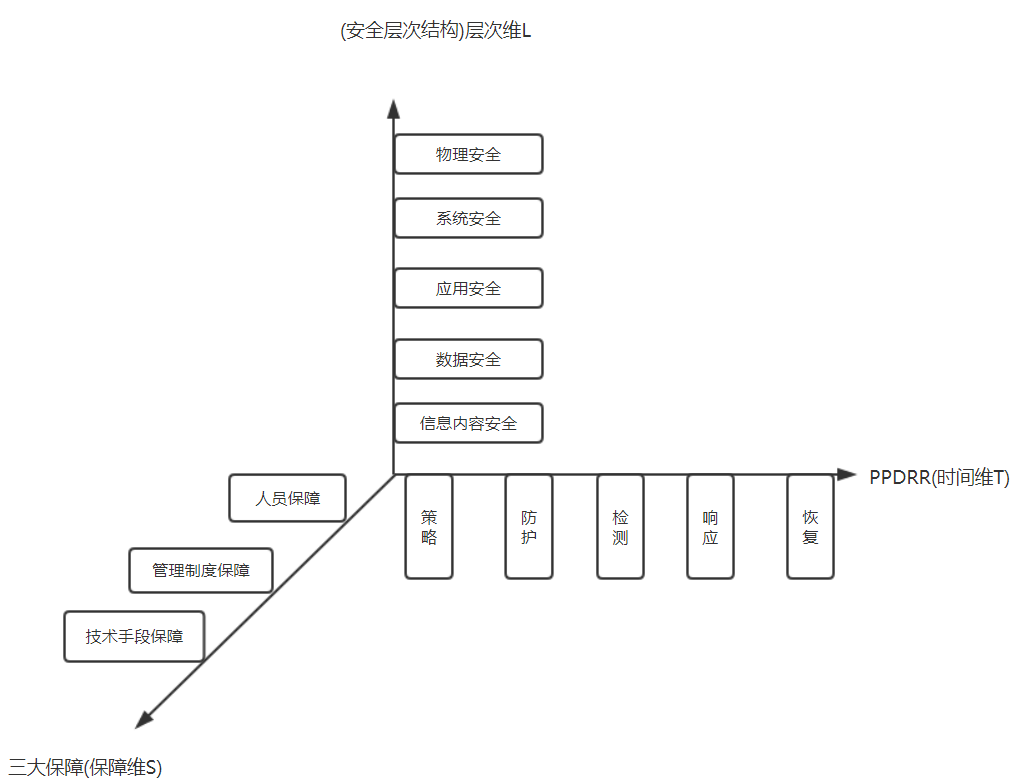 (安全层次结构)层次维L
物理安全
系统安全
应用安全
数据安全
信息内容安全
PPDRR(时间维T)
策
略
防
护
检
测
响
应
恢
复
人员保障
管理制度保障
技术手段保障
三大保障(保障维S)